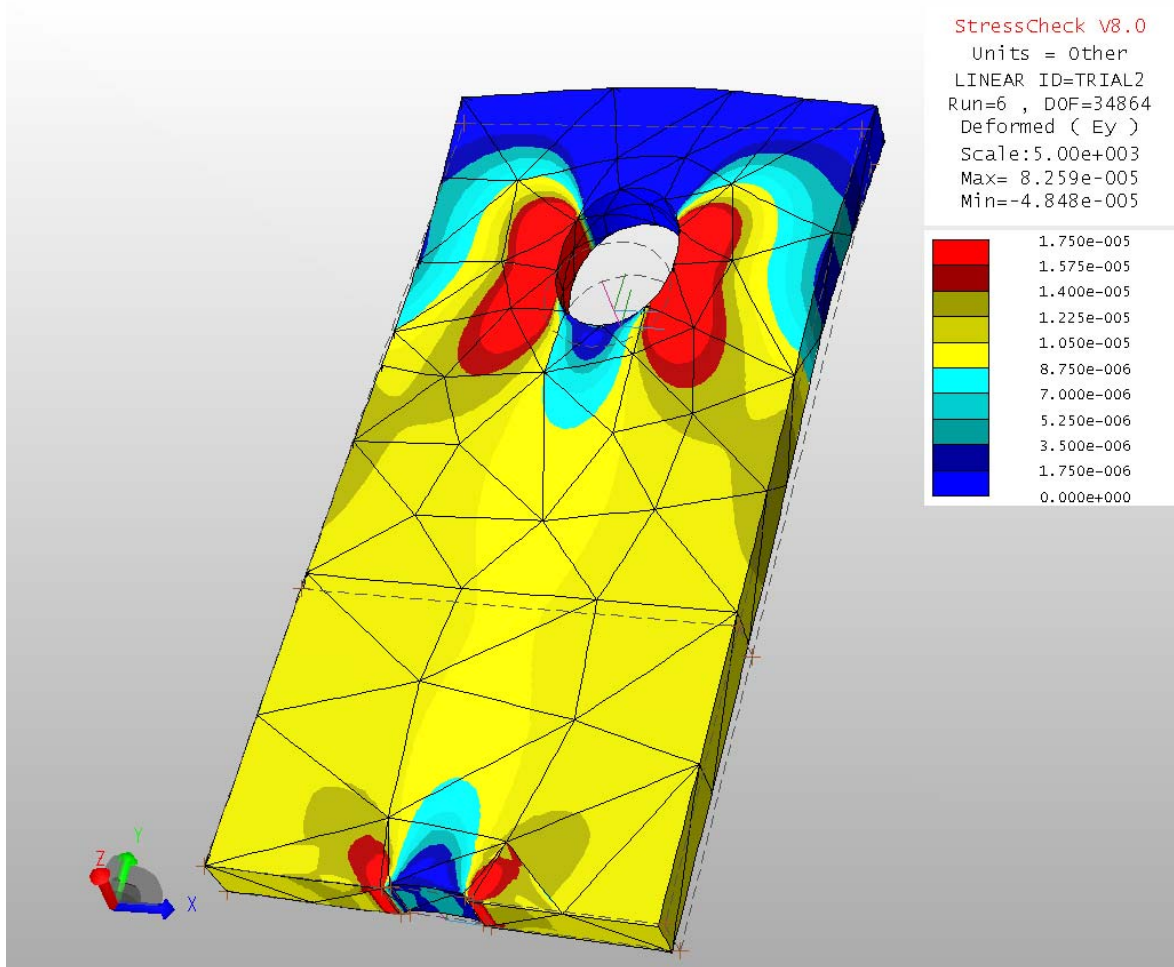 StressCheck V8.0
Units = Other
LINEAR ID=TRIAL2
Run=6 , DOF=34864
Deformed ( Ey )
Scale:5.00e+003
Max= 8.259e-005
Min=-4.848e-005
1.750e-005
1.575e-005
1.400e-005
1.225e-005
1.050e-005
8.750e-006
7.000e-006
5.250e-006
3.500e-006
1.750e-006
0.000e+000
Y
Z
X